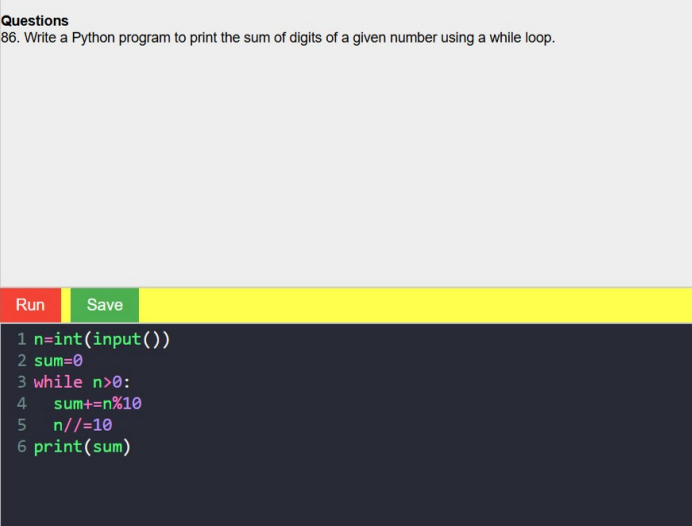 Questions
86. Write a Python program to print the sum of digits of a given number using a while loop.
Run Save
1 n=int(input())
2 sum=0
3 while n>0:
4   sum+=n%10
5   n//=10
6 print(sum)